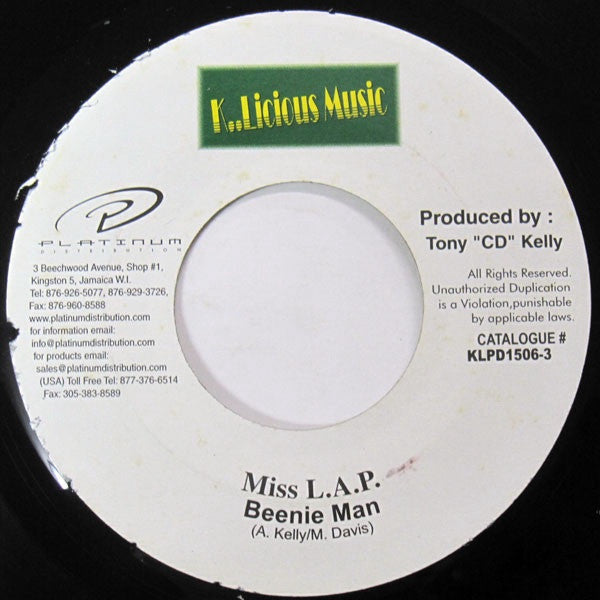 K..Licious Music
PLATINUM
DISTRIBUTION
3 Beechwood Avenue, Shop #1,
Kingston 5, Jamaica W.I.
Tel: 876-926-5077, 876-929-3726,
Fax: 876-960-8588
www.platinumdistribution.com
for information email:
info@platinumdistribution.com
for products email:
sales@platinumdistribution.com
(USA) Toll Free Tel: 877-376-6514
Fax: 305-383-8589
Produced by :
Tony "CD" Kelly
All Rights Reserved.
Unauthorized Duplication
is a Violation,punishable
by applicable laws.
CATALOGUE #
KLPD1506-3
Miss L.A.P.
Beenie Man
(A. Kelly/M. Davis)